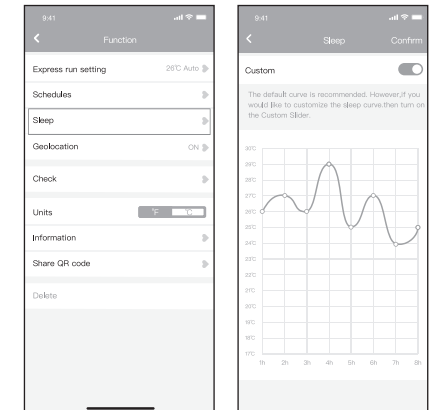 9:41
Function
Express run setting 26℃ Auto
Schedules
Sleep
Geolocation ON
Check
Units ℉ ℃
Information
Share QR code
Delete
9:41
Sleep Confirm
Custom
The default curve is recommended. However,if you
would like to customize the sleep curve.then turn on
the Custom Slider.
30℃
29℃
28℃
27℃
26℃
25℃
24℃
23℃
22℃
21℃
20℃
19℃
18℃
17℃
1h 2h 3h 4h 5h 6h 7h 8h